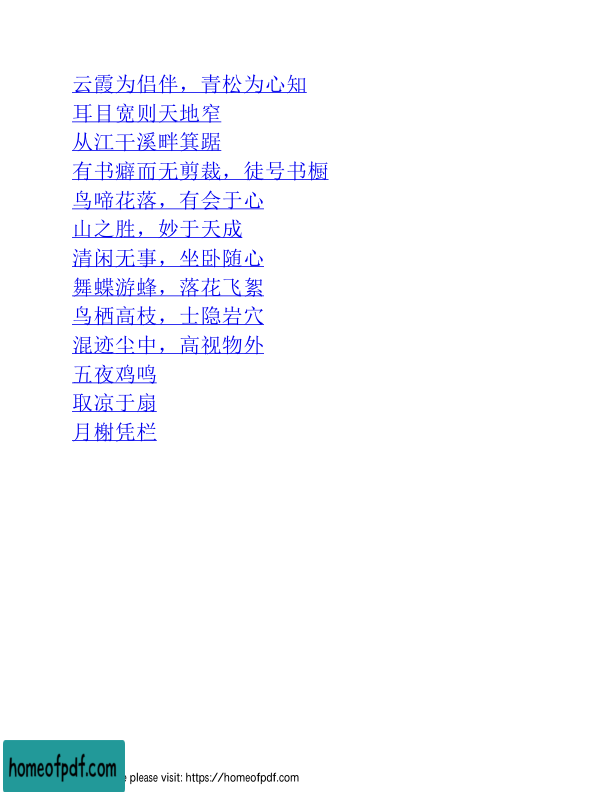 云霞为侣伴，青松为心知
耳目宽则天地窄
从江干溪畔箕踞
有书癖而无剪裁，徒号书橱
鸟啼花落，有会于心
山之胜，妙于天成
清闲无事，坐卧随心
舞蝶游蜂，落花飞絮
鸟栖高枝，士隐岩穴
混迹尘中，高视物外
五夜鸡鸣
取凉于扇
月榭凭栏
homeofpdf.com
e please visit: https://homeofpdf.com